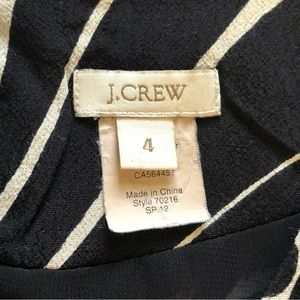 J.CREW
4
CA56445
Made in China
Style 70216
SP 12